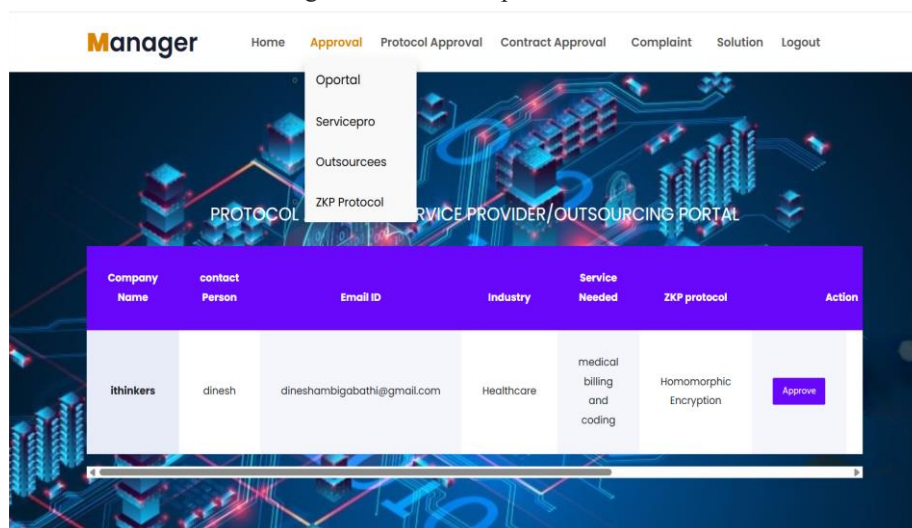 Manager
Home Approval Protocol Approval Contract Approval Complaint Solution Logout
Oportal
Servicepro
Outsourcees
ZKP Protocol
PROTOCOL RVICE PROVIDER/OUTSOURCING PORTAL
Company Name contact Person Email ID Industry Service Needed ZKP protocol Action
ithinkers dinesh dineshambigabathi@gmail.com Healthcare medical billing and coding Homomorphic Encryption Approve